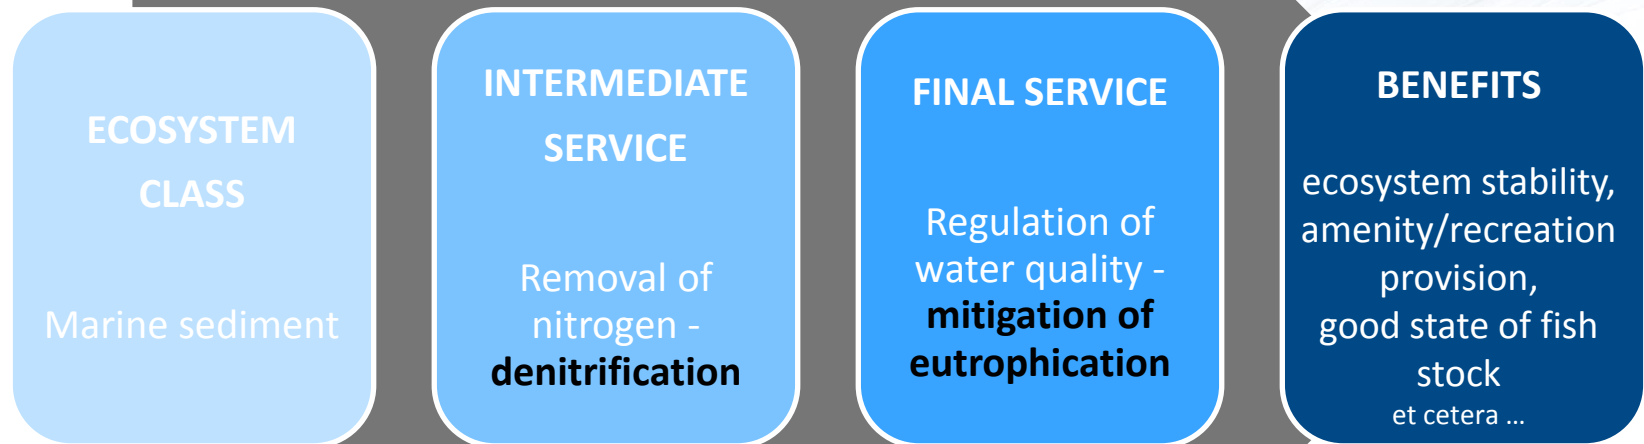 ECOSYSTEM
CLASS
Marine sediment
INTERMEDIATE
SERVICE
Removal of
nitrogen -
denitrification
FINAL SERVICE
Regulation of
water quality -
mitigation of
eutrophication
BENEFITS
ecosystem stability,
amenity/recreation
provision,
good state of fish
stock
et cetera ...